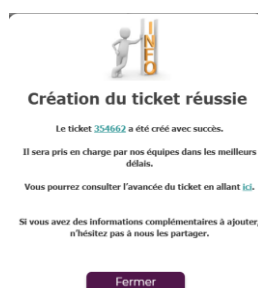 INFO
Création du ticket réussie
Le ticket 354662 a été créé avec succès.
Il sera pris en charge par nos équipes dans les meilleurs
délais.
Vous pourrez consulter l'avancée du ticket en allant ici.
Si vous avez des informations complémentaires à ajouter,
n'hésitez pas à nous les partager.
Fermer